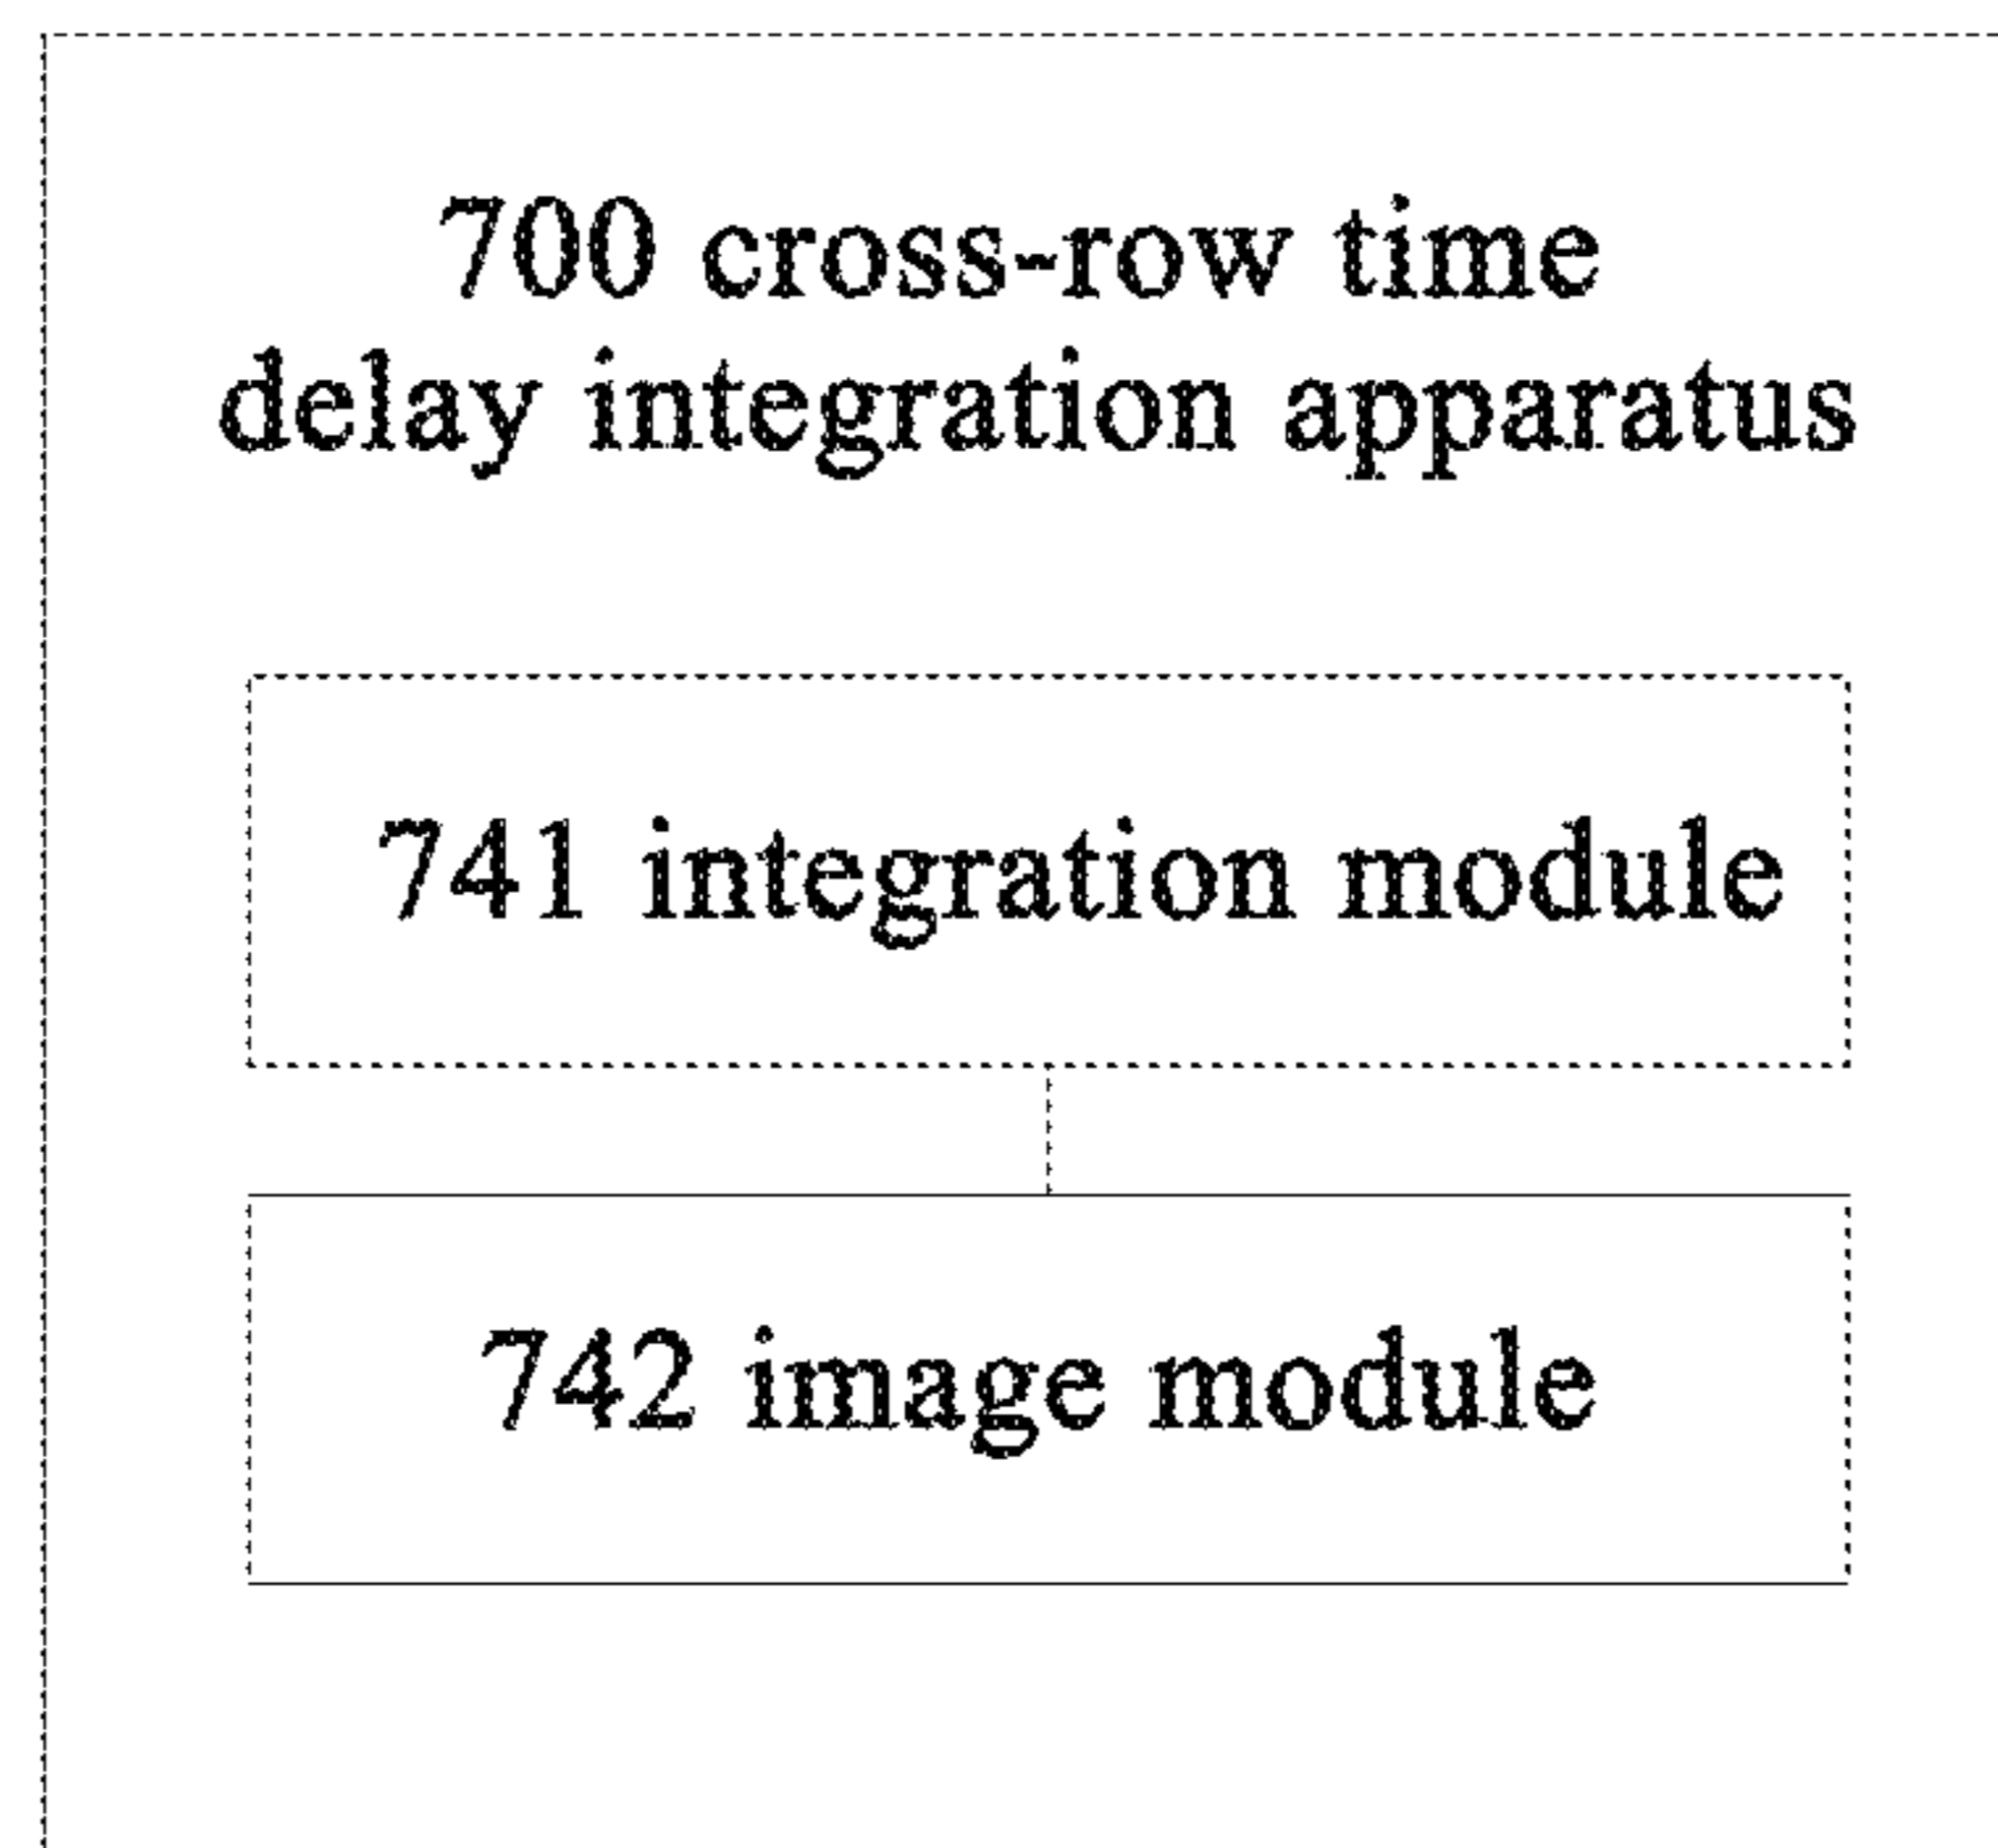 700 cross-row time
delay integration apparatus
741 integration module
742 image module